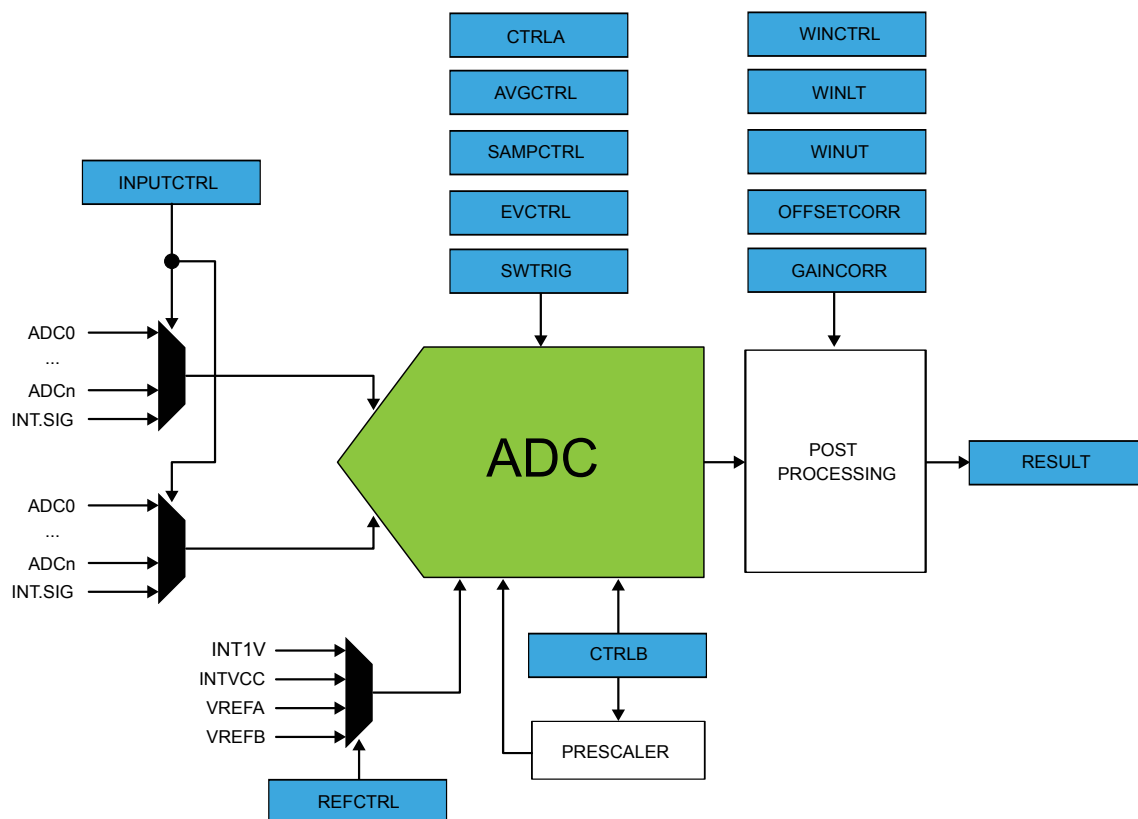 CTRLA
WINCTRL
AVGCTRL
WINLT
SAMPCTRL
WINUT
INPUTCTRL
EVCTRL
OFFSETCORR
SWTRIG
GAINCORR
ADC0
...
ADCn
INT.SIG
ADC
POST
PROCESSING
RESULT
ADC0
...
ADCn
INT.SIG
INT1V
INTVCC
VREFA
VREFB
CTRLB
PRESCALER
REFCTRL